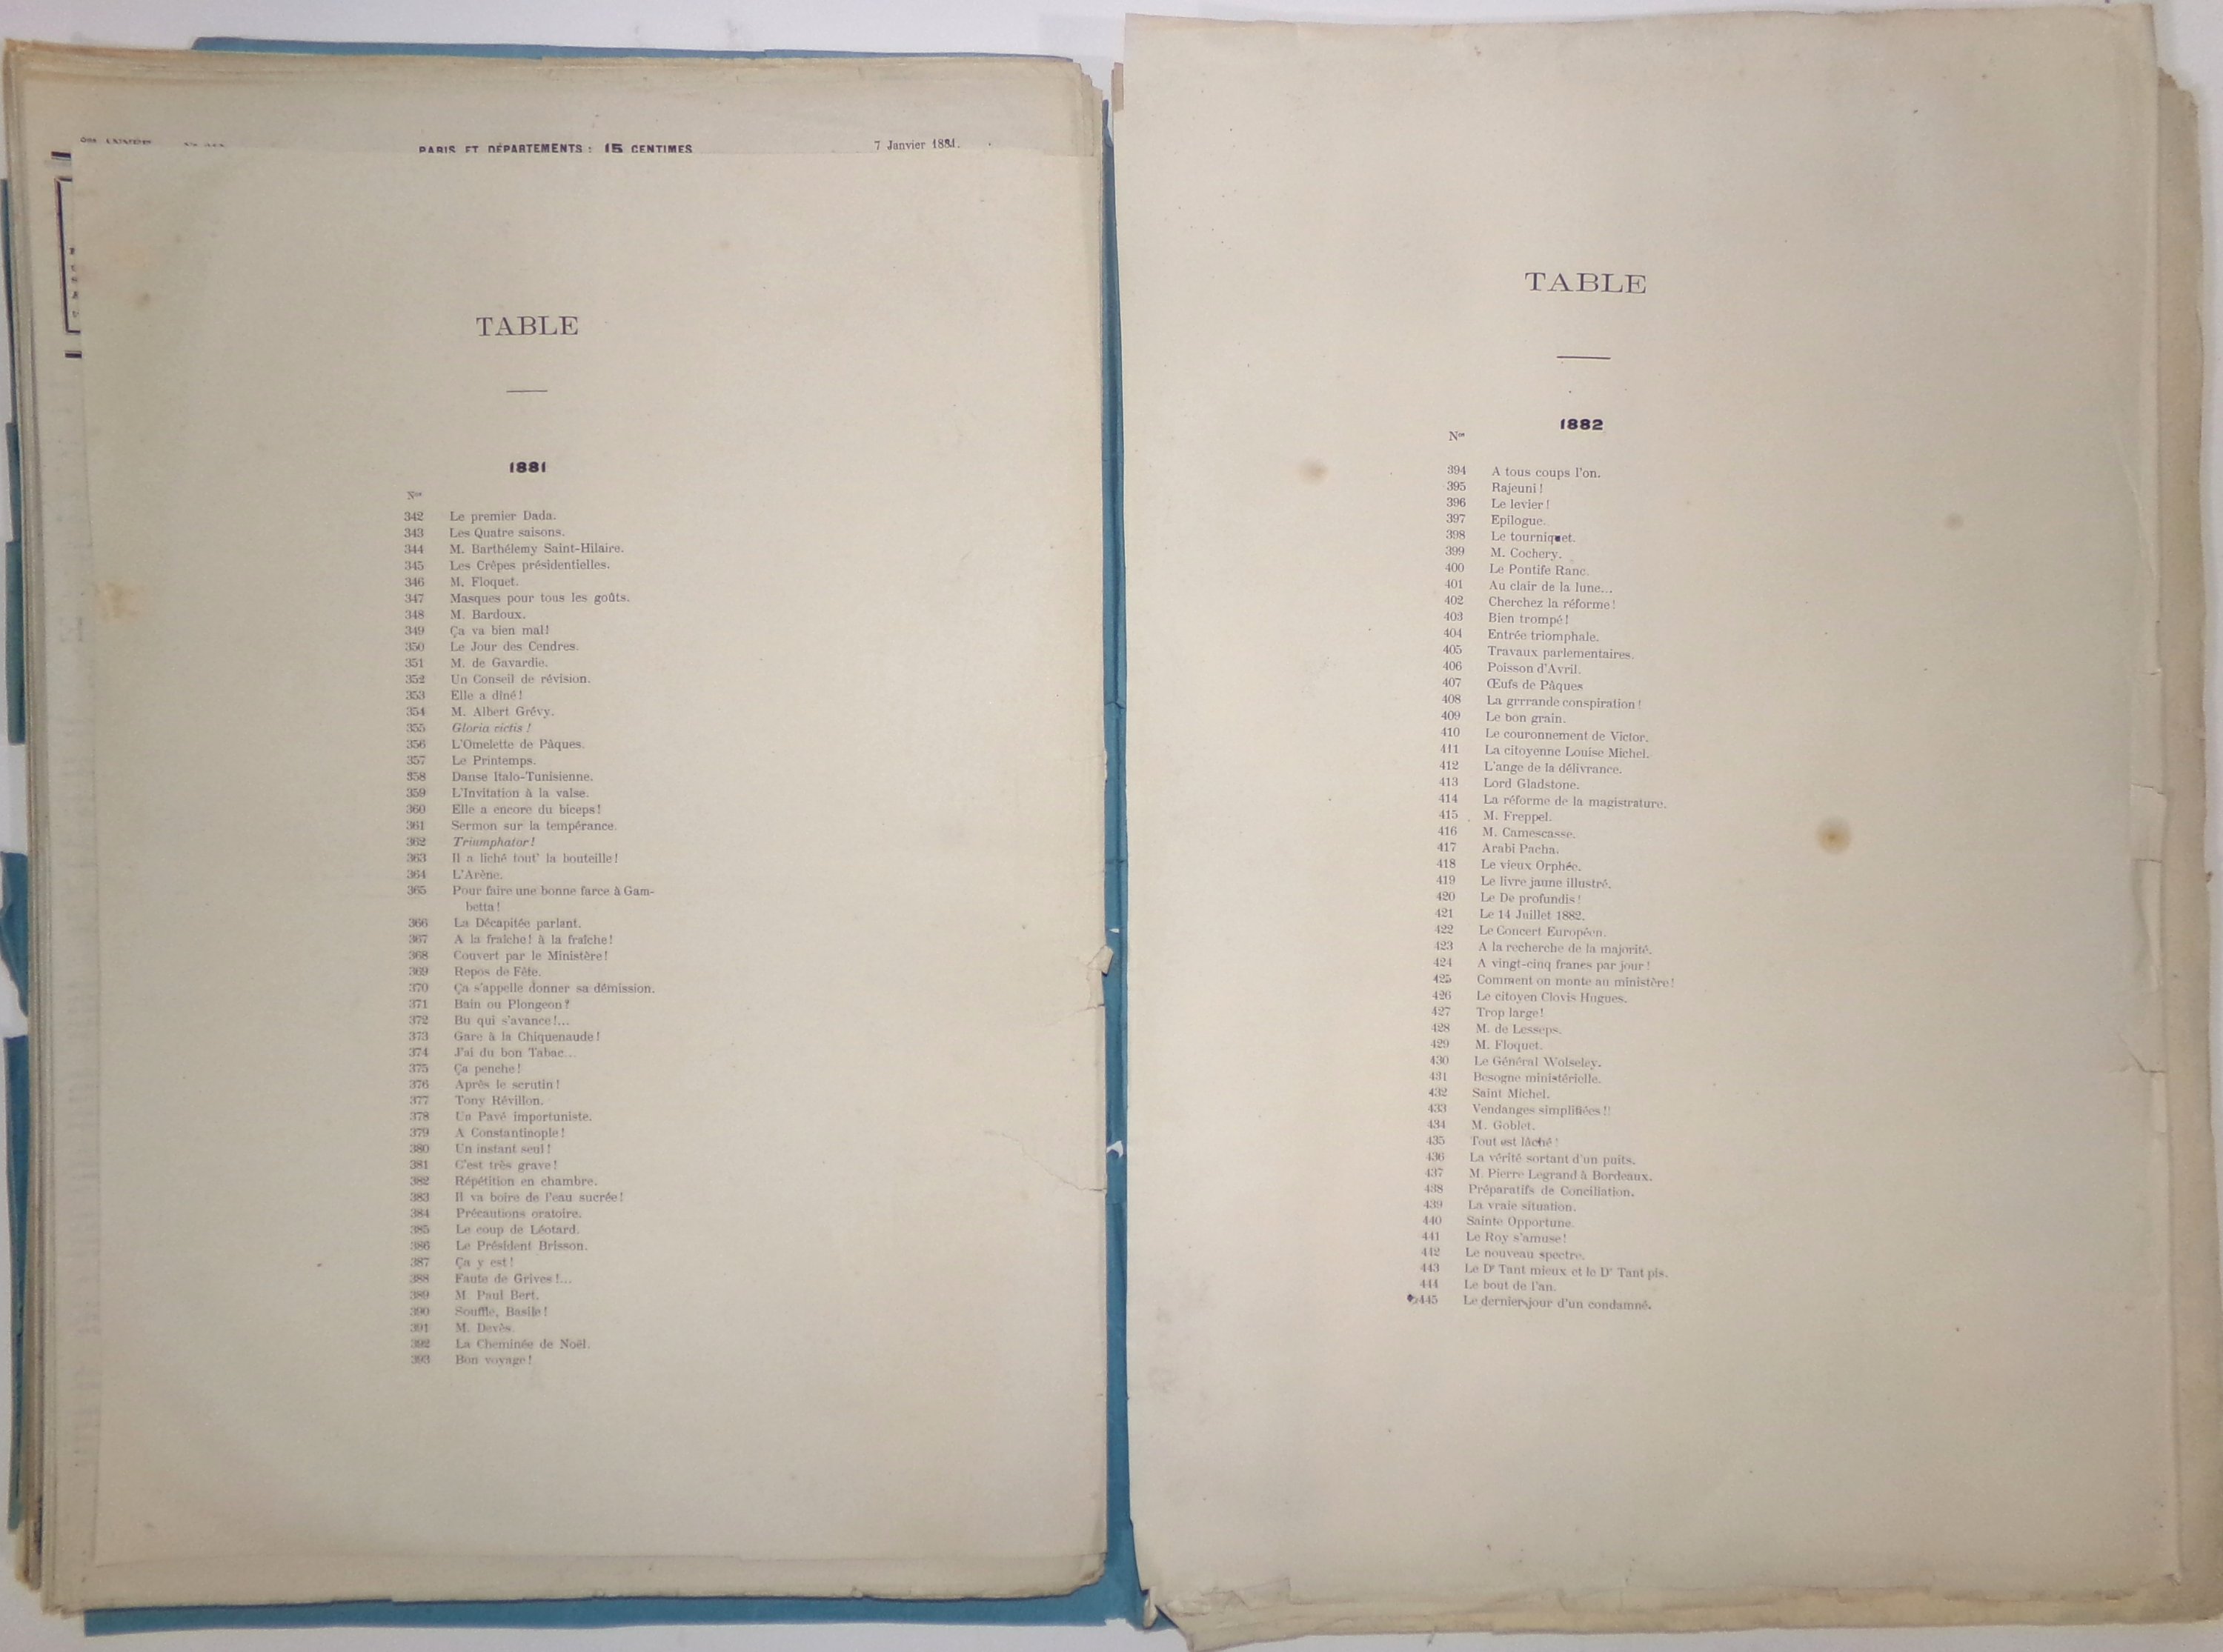 PARIS ET DÉPARTEMENTS : 15 CENTIMES
7 Janvier 1881.
TABLE
1881
Nos
342 Le premier Dada.
343 Les Quatre saisons.
344 M. Barthélemy Saint-Hilaire.
345 Les Crêpes présidentielles.
346 M. Floquet.
347 Masques pour tous les goûts.
348 M. Bardoux.
349 Ça va bien mal!
350 Le Jour des Cendres.
351 M. de Gavardie.
352 Un Conseil de révision.
353 Elle a dîné!
354 M. Albert Grévy.
355 Gloria victis !
356 L'Omelette de Pâques.
357 Le Printemps.
358 Danse Italo-Tunisienne.
359 L'Invitation à la valse.
360 Elle a encore du biceps!
361 Sermon sur la tempérance.
362 Triumphator!
363 Il a liché tout' la bouteille!
364 L'Arène.
365 Pour faire une bonne farce à Gam-
betta!
366 La Décapitée parlant.
367 A la fraîche! à la fraîche!
368 Couvert par le Ministère!
369 Repos de Fête.
370 Ça s'appelle donner sa démission.
371 Bain ou Plongeon?
372 Bu qui s'avance!...
373 Gare à la Chiquenaude!
374 J'ai du bon Tabac...
375 Ça penche!
376 Après le scrutin!
377 Tony Révillon.
378 Un Pavé importuniste.
379 A Constantinople!
380 Un instant seul!
381 C'est très grave!
382 Répétition en chambre.
383 Il va boire de l'eau sucrée!
384 Précautions oratoire.
385 Le coup de Léotard.
386 Le Président Brisson.
387 Ça y est!
388 Faute de Grives!...
389 M. Paul Bert.
390 Souffle, Basile!
391 M. Devès.
392 La Cheminée de Noël.
393 Bon voyage!
TABLE
1882
Nos
394 A tous coups l'on.
395 Rajeuni!
396 Le levier!
397 Epilogue.
398 Le tourniquet.
399 M. Cochery.
400 Le Pontife Ranc.
401 Au clair de la lune...
402 Cherchez la réforme!
403 Bien trompé!
404 Entrée triomphale.
405 Travaux parlementaires.
406 Poisson d'Avril.
407 Œufs de Pâques
408 La grrrande conspiration!
409 Le bon grain.
410 Le couronnement de Victor.
411 La citoyenne Louise Michel.
412 L'ange de la délivrance.
413 Lord Gladstone.
414 La réforme de la magistrature.
415 M. Freppel.
416 M. Camescasse.
417 Arabi Pacha.
418 Le vieux Orphée.
419 Le livre jaune illustré.
420 Le De profundis!
421 Le 14 Juillet 1882.
422 Le Concert Européen.
423 A la recherche de la majorité.
424 A vingt-cinq francs par jour!
425 Comment on monte au ministère!
426 Le citoyen Clovis Hugues.
427 Trop large!
428 M. de Lesseps.
429 M. Floquet.
430 Le Général Wolseley.
431 Besogne ministérielle.
432 Saint Michel.
433 Vendanges simplifiées!!
434 M. Goblet.
435 Tout est lâché!
436 La vérité sortant d'un puits.
437 M. Pierre Legrand à Bordeaux.
438 Préparatifs de Conciliation.
439 La vraie situation.
440 Sainte Opportune.
441 Le Roy s'amuse!
442 Le nouveau spectre.
443 Le Dr Tant mieux et le Dr Tant pis.
444 Le bout de l'an.
445 Le dernier jour d'un condamné.